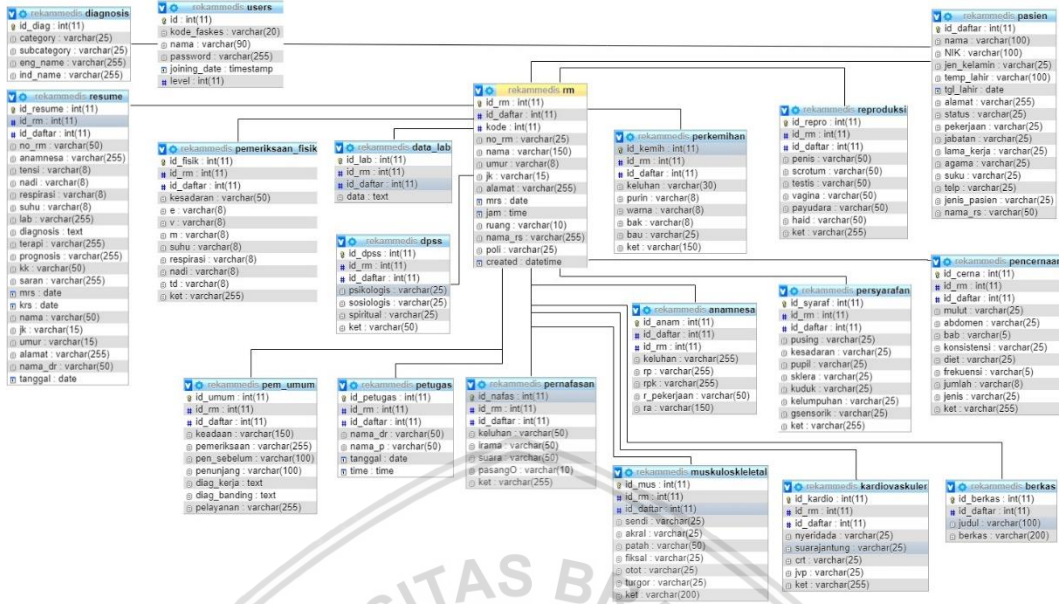 rekammedis diagnosis
id_diag : int(11)
category : varchar(25)
subcategory : varchar(25)
eng_name : varchar(255)
ind_name : varchar(255)
rekammedis users
id : int(11)
kode_faskes : varchar(20)
nama : varchar(90)
password : varchar(255)
joining_date : timestamp
level : int(11)
rekammedis pasien
id_daftar : int(11)
nama : varchar(100)
NIK : varchar(100)
jen_kelamin : varchar(25)
temp_lahir : varchar(100)
tgl_lahir : date
alamat : varchar(255)
status : varchar(25)
pekerjaan : varchar(25)
jabatan : varchar(25)
lama_kerja : varchar(25)
agama : varchar(25)
suku : varchar(25)
telp : varchar(25)
jenis_pasien : varchar(25)
nama_rs : varchar(50)
rekammedis resume
id_resume : int(11)
id_rm : int(11)
id_daftar : int(11)
no_rm : varchar(50)
anamnesa : varchar(255)
tensi : varchar(8)
nadi : varchar(8)
respirasi : varchar(8)
suhu : varchar(8)
lab : varchar(255)
diagnosis : text
terapi : varchar(255)
prognosis : varchar(255)
kk : varchar(50)
saran : varchar(255)
mrs : date
krs : date
nama : varchar(50)
jk : varchar(15)
umur : varchar(15)
alamat : varchar(255)
nama_dr : varchar(50)
tanggal : date
rekammedis pemeriksaan_fisik
id_fisik : int(11)
id_rm : int(11)
id_daftar : int(11)
kesadaran : varchar(50)
e : varchar(8)
v : varchar(8)
m : varchar(8)
suhu : varchar(8)
respirasi : varchar(8)
nadi : varchar(8)
td : varchar(8)
ket : varchar(255)
rekammedis data_lab
id_lab : int(11)
id_rm : int(11)
id_daftar : int(11)
data : text
rekammedis dpss
id_dpss : int(11)
id_rm : int(11)
id_daftar : int(11)
psikologis : varchar(25)
sosiologis : varchar(25)
spiritual : varchar(25)
ket : varchar(50)
rekammedis rm
id_rm : int(11)
id_daftar : int(11)
kode : int(11)
no_rm : varchar(25)
nama : varchar(150)
umur : varchar(8)
jk : varchar(15)
alamat : varchar(255)
mrs : date
jam : time
ruang : varchar(10)
nama_rs : varchar(255)
poli : varchar(25)
created : datetime
rekammedis perkemihan
id_kemih : int(11)
id_rm : int(11)
id_daftar : int(11)
keluhan : varchar(30)
purin : varchar(8)
warna : varchar(8)
bak : varchar(8)
bau : varchar(25)
ket : varchar(150)
rekammedis reproduksi
id_repro : int(11)
id_rm : int(11)
id_daftar : int(11)
penis : varchar(50)
scrotum : varchar(50)
testis : varchar(50)
vagina : varchar(50)
payudara : varchar(50)
haid : varchar(50)
ket : varchar(255)
rekammedis pencernaan
id_cerna : int(11)
id_rm : int(11)
id_daftar : int(11)
mulut : varchar(25)
abdomen : varchar(25)
bab : varchar(5)
konsistensi : varchar(25)
diet : varchar(25)
frekuensi : varchar(5)
jumlah : varchar(8)
jenis : varchar(25)
ket : varchar(255)
rekammedis persyarafan
id_syaraf : int(11)
id_rm : int(11)
id_daftar : int(11)
pusing : varchar(25)
kesadaran : varchar(25)
pupil : varchar(25)
sklera : varchar(25)
kuduk : varchar(25)
kelumpuhan : varchar(25)
gsensorik : varchar(25)
ket : varchar(255)
rekammedis anamnesa
id_anam : int(11)
id_daftar : int(11)
id_rm : int(11)
keluhan : varchar(255)
rp : varchar(255)
rpk : varchar(255)
r_pekerjaan : varchar(50)
ra : varchar(150)
rekammedis pem_umum
id_umum : int(11)
id_rm : int(11)
id_daftar : int(11)
keadaan : varchar(150)
pemeriksaan : varchar(255)
pen_sebelum : varchar(100)
penunjang : varchar(100)
diag_kerja : text
diag_banding : text
pelayanan : varchar(255)
rekammedis petugas
id_petugas : int(11)
id_rm : int(11)
id_daftar : int(11)
nama_dr : varchar(50)
nama_p : varchar(50)
tanggal : date
time : time
rekammedis pernafasan
id_nafas : int(11)
id_rm : int(11)
id_daftar : int(11)
keluhan : varchar(50)
irama : varchar(50)
suara : varchar(50)
pasangO : varchar(10)
ket : varchar(255)
rekammedis muskuloskleletal
id_mus : int(11)
id_rm : int(11)
id_daftar : int(11)
sendi : varchar(25)
akral : varchar(25)
patah : varchar(50)
fiksal : varchar(25)
otot : varchar(25)
turgor : varchar(25)
ket : varchar(200)
rekammedis kardiovaskuler
id_kardio : int(11)
id_rm : int(11)
id_daftar : int(11)
nyeridada : varchar(25)
suarajantung : varchar(25)
crt : varchar(25)
jvp : varchar(25)
ket : varchar(255)
rekammedis berkas
id_berkas : int(11)
id_daftar : int(11)
judul : varchar(100)
berkas : varchar(200)
SITAS BR